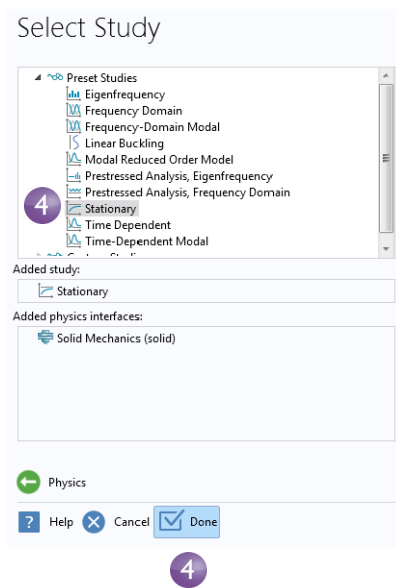 Select Study
Preset Studies
Eigenfrequency
Frequency Domain
Frequency-Domain Modal
Linear Buckling
Modal Reduced Order Model
Prestressed Analysis, Eigenfrequency
Prestressed Analysis, Frequency Domain
4 Stationary
Time Dependent
Time-Dependent Modal
Added study:
Stationary
Added physics interfaces:
Solid Mechanics (solid)
Physics
? Help Cancel Done
4